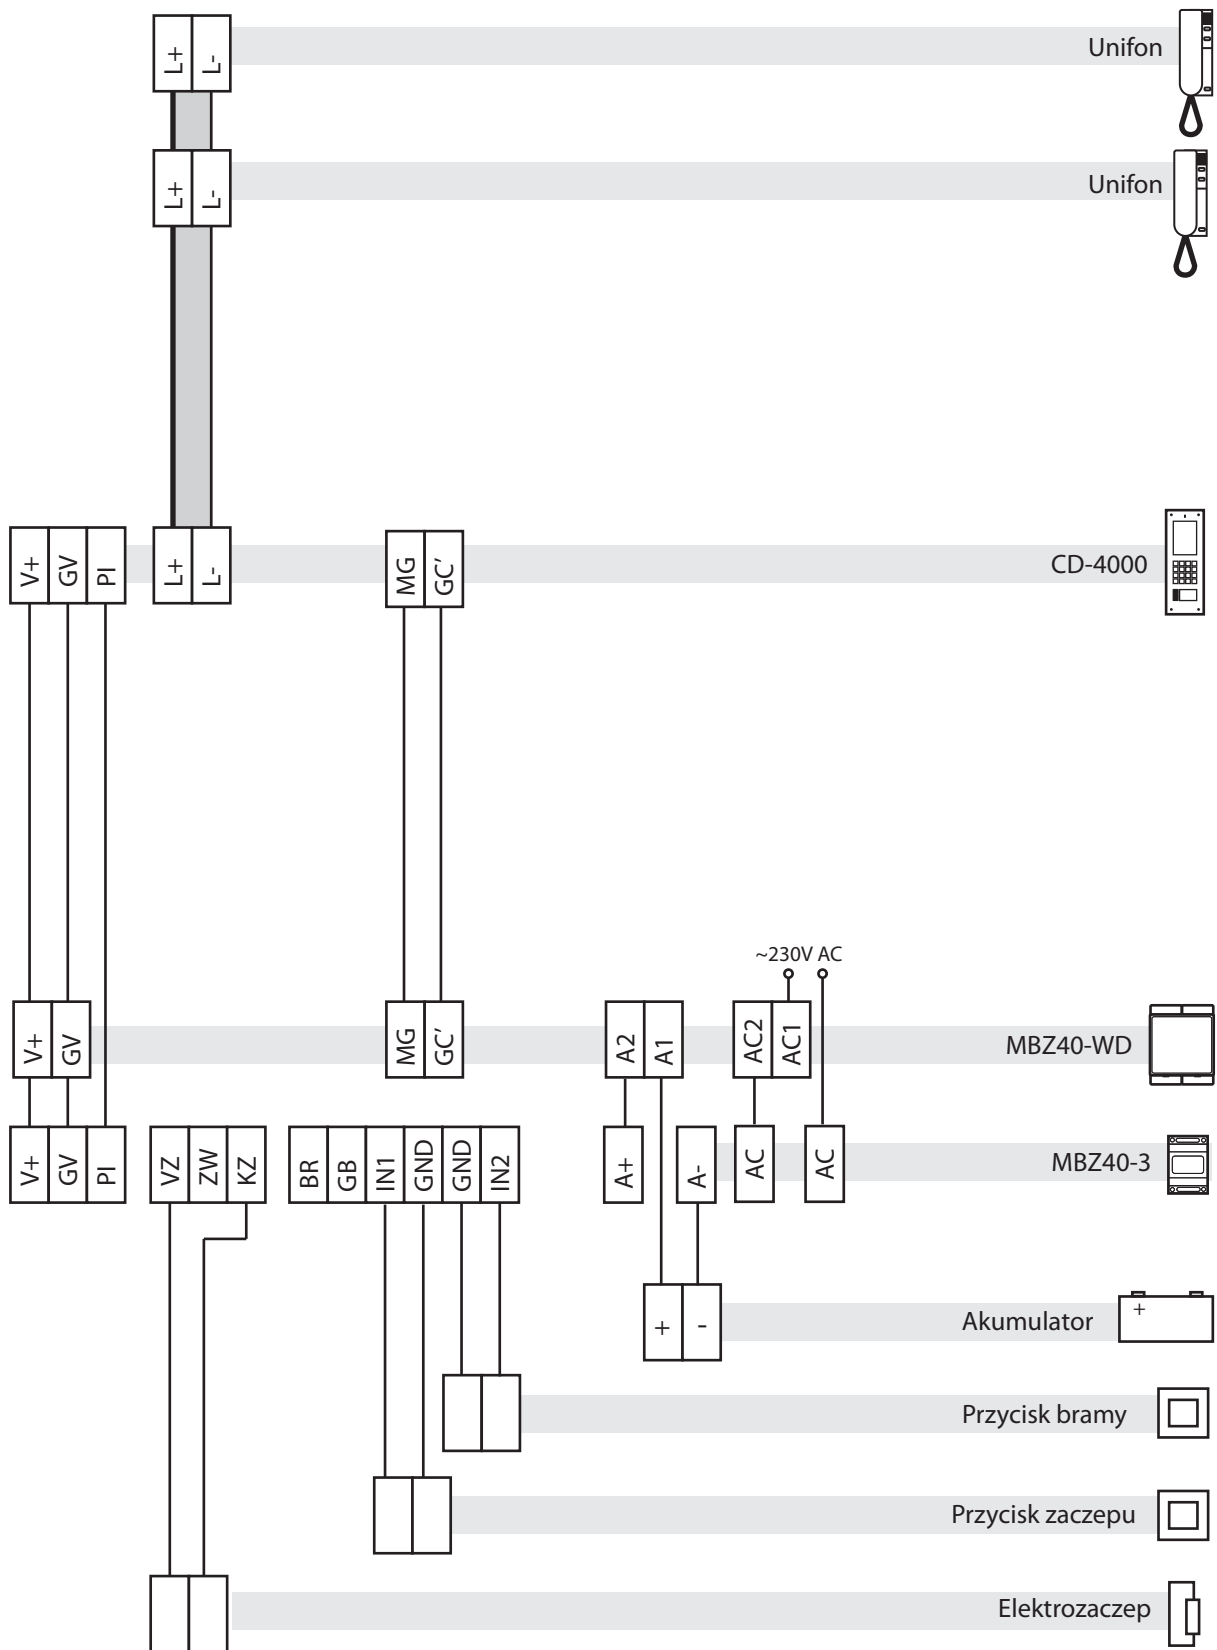 L+ L- Unifon
L+ L- Unifon
V+ GV PI L+ L- MG GC' CD-4000
~230V AC
V+ GV MG GC' A2 A1 AC2 AC1 MBZ40-WD
V+ GV PI VZ ZW KZ BR GB IN1 GND GND IN2 A+ A- AC AC MBZ40-3
+ - Akumulator +
Przycisk bramy
Przycisk zaczepu
Elektrozaczep